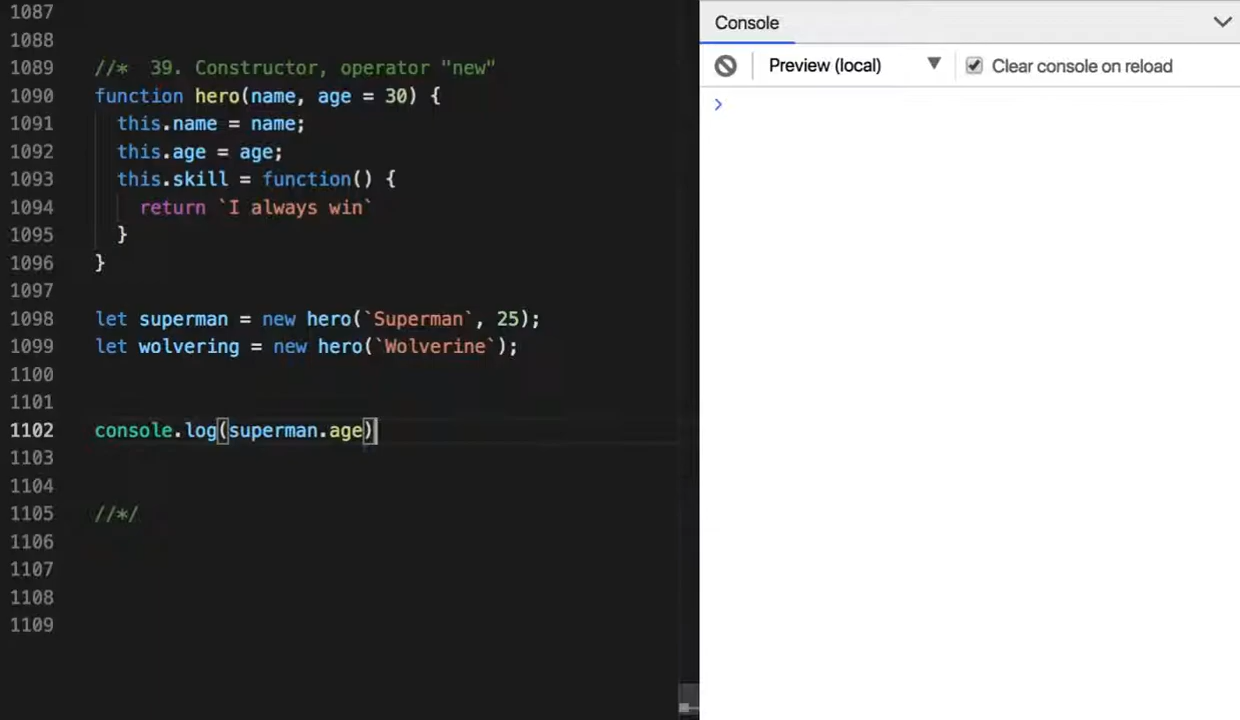 1087
1088
1089 //* 39. Constructor, operator "new"
1090 function hero(name, age = 30) {
1091 this.name = name;
1092 this.age = age;
1093 this.skill = function() {
1094 return `I always win`
1095 }
1096 }
1097
1098 let superman = new hero(`Superman`, 25);
1099 let wolvering = new hero(`Wolverine`);
1100
1101
1102 console.log(superman.age)
1103
1104
1105 //*/
1106
1107
1108
1109
Console
Preview (local) ▼ Clear console on reload
>